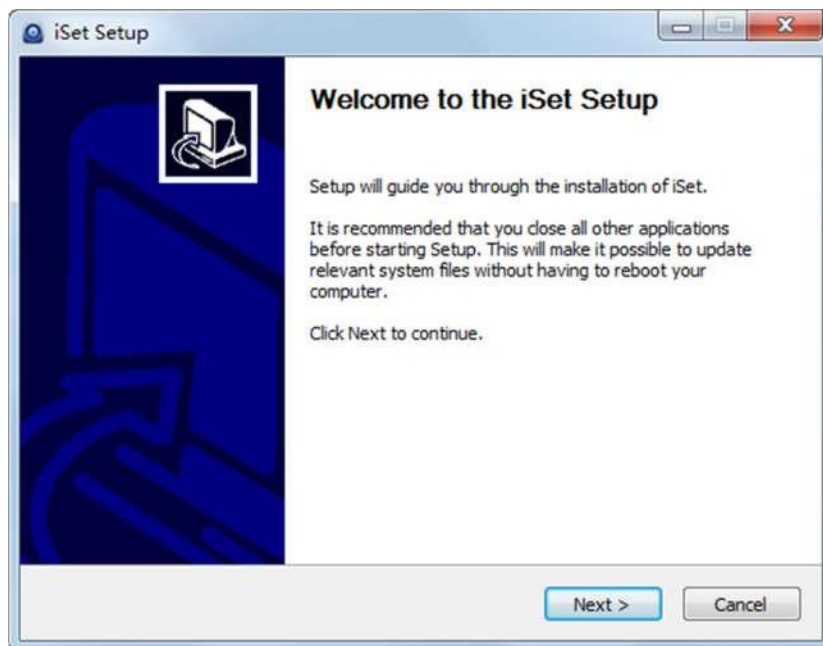 iSet Setup
Welcome to the iSet Setup
Setup will guide you through the installation of iSet.
It is recommended that you close all other applications
before starting Setup. This will make it possible to update
relevant system files without having to reboot your
computer.
Click Next to continue.
Next >
Cancel